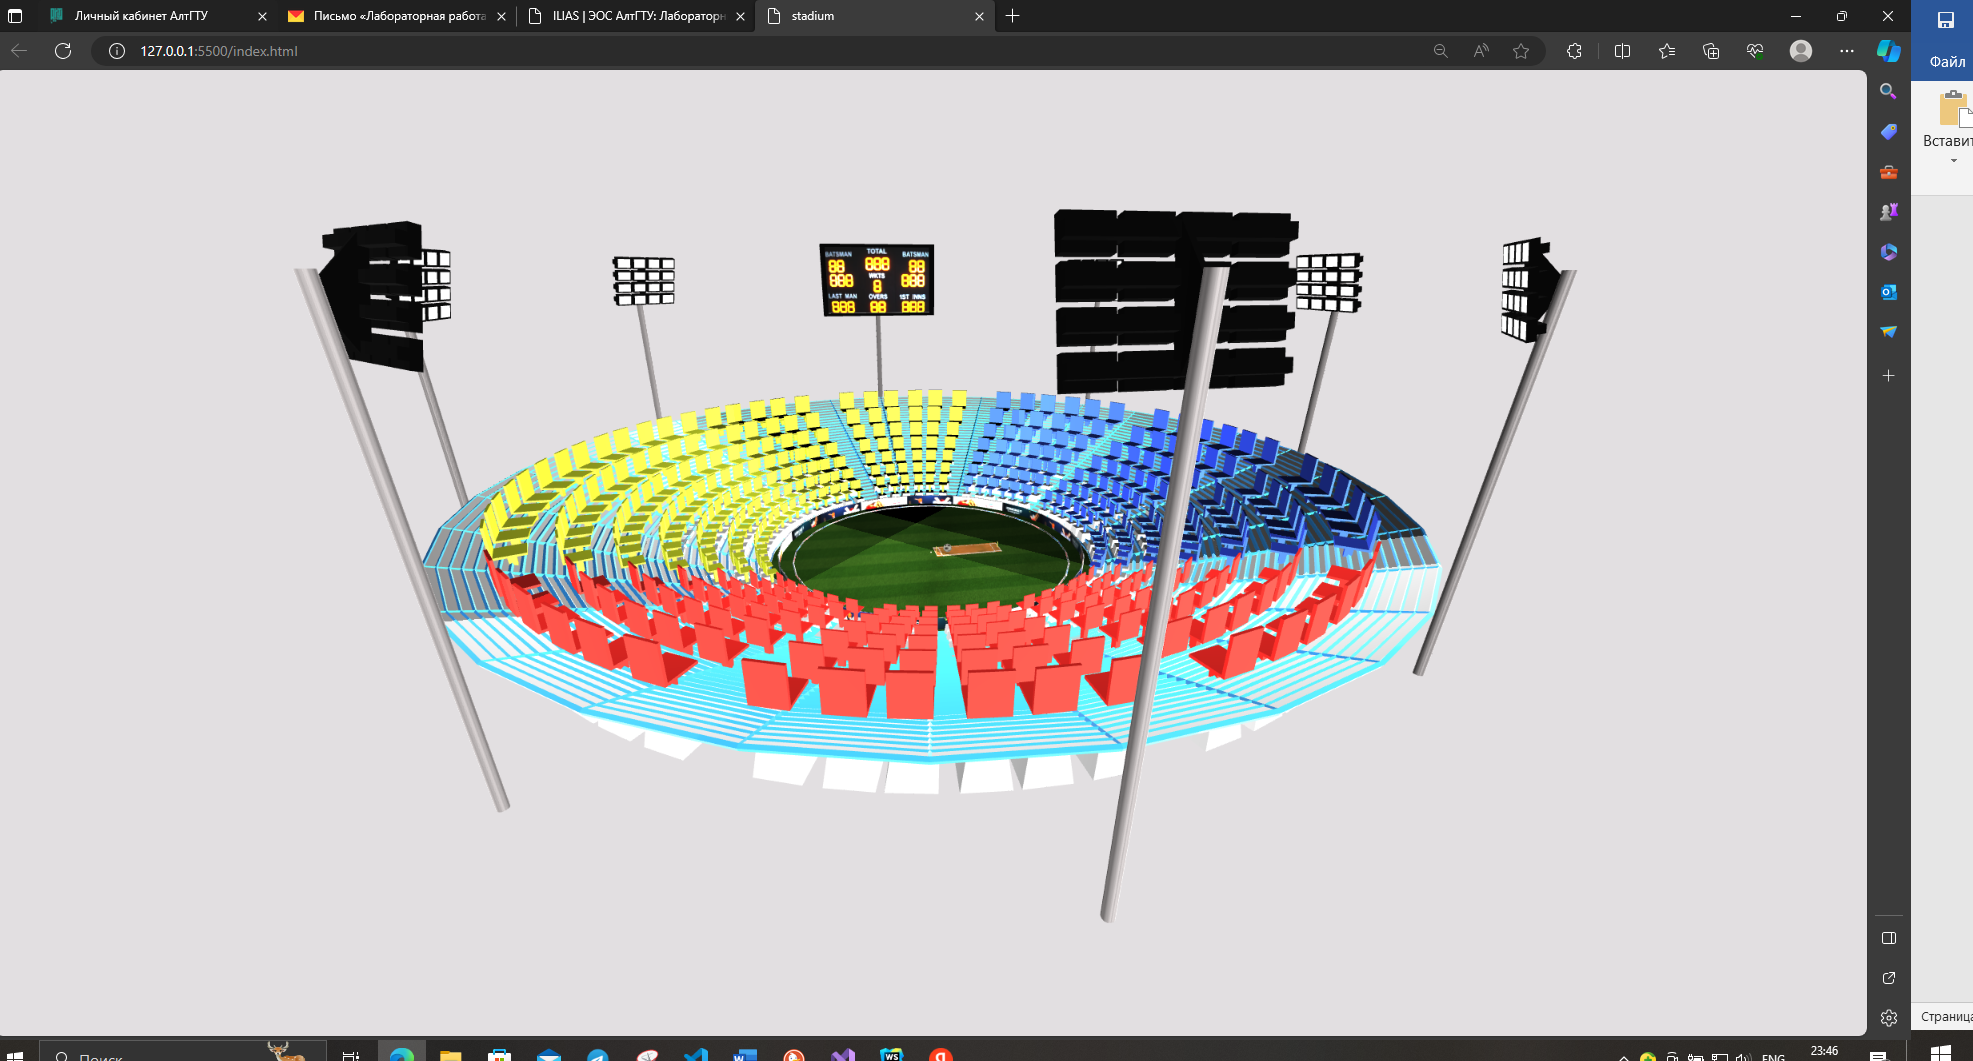 Личный кабинет АлтГТУ
Письмо «Лабораторная работа
ILIAS | ЭОС АлтГТУ: Лабораторн
stadium
127.0.0.1:5500/index.html
Файл
Вставит
BATSMAN
TOTAL
BATSMAN
WKTS
LAST MAN
OVERS
1ST INNS
Страница
Поиск
ENG
23:46